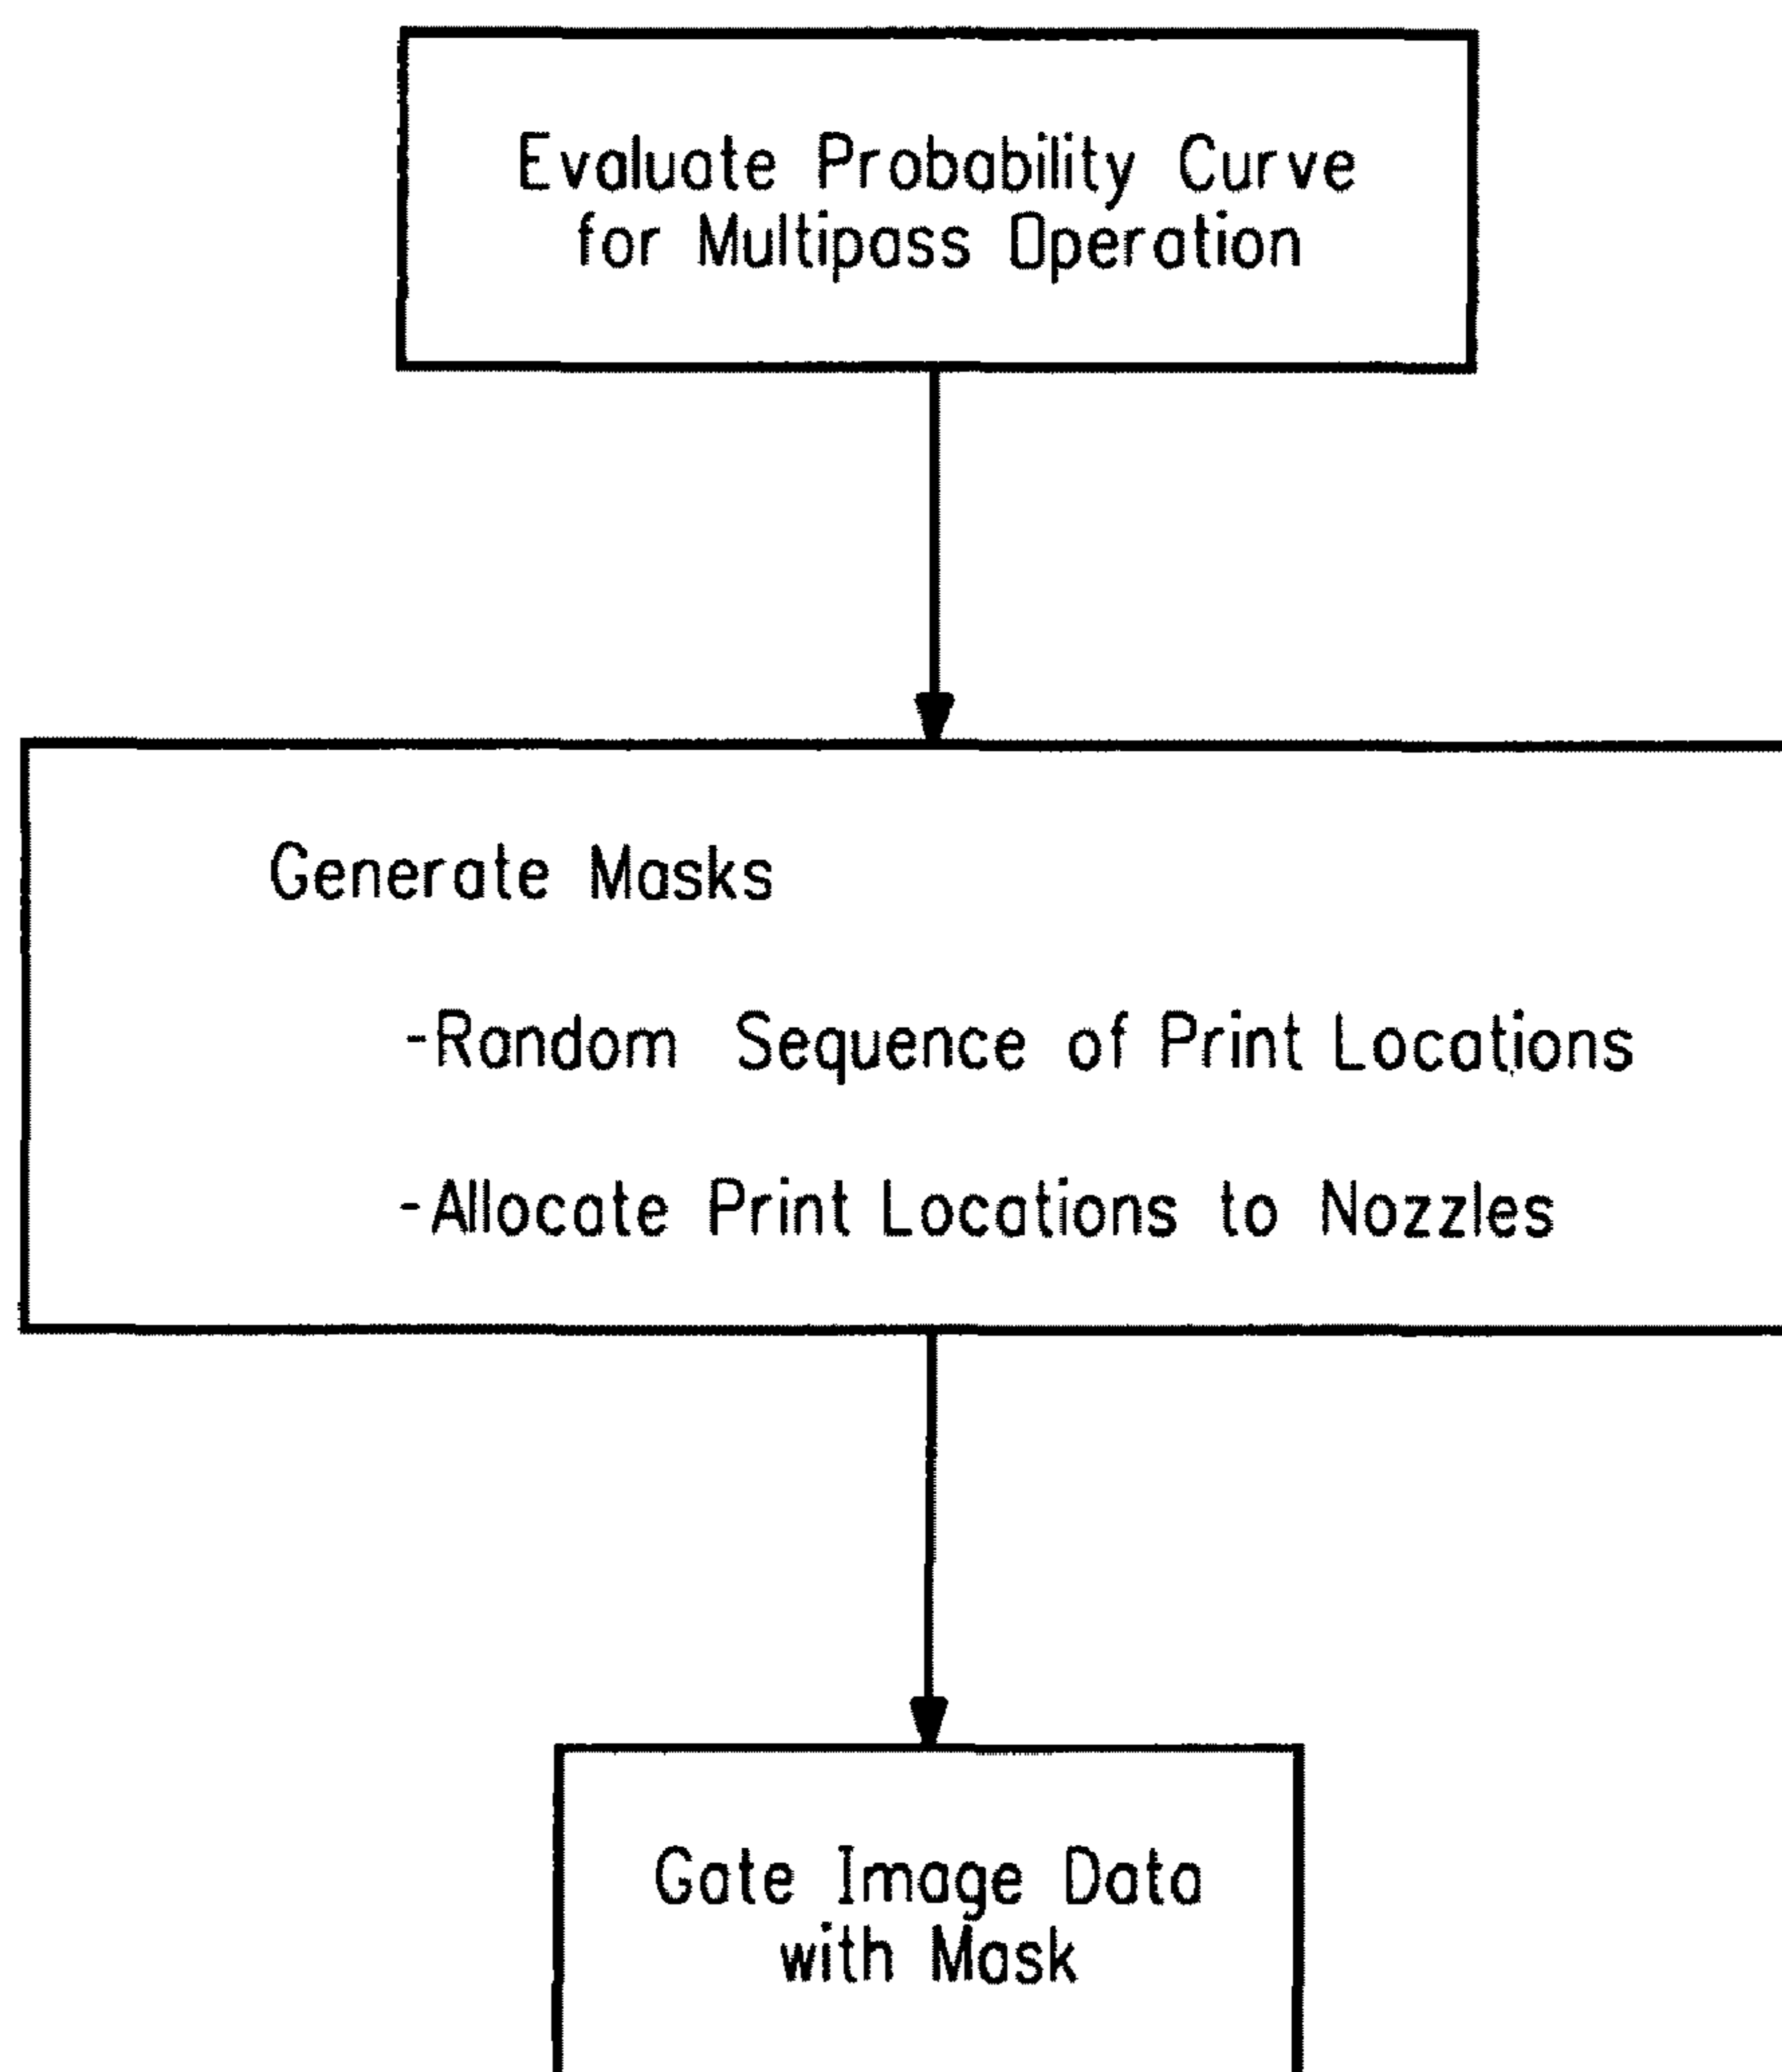 Evaluate Probability Curve
for Multipass Operation
Generate Masks
-Random Sequence of Print Locations
-Allocate Print Locations to Nozzles
Gate Image Data
with Mask